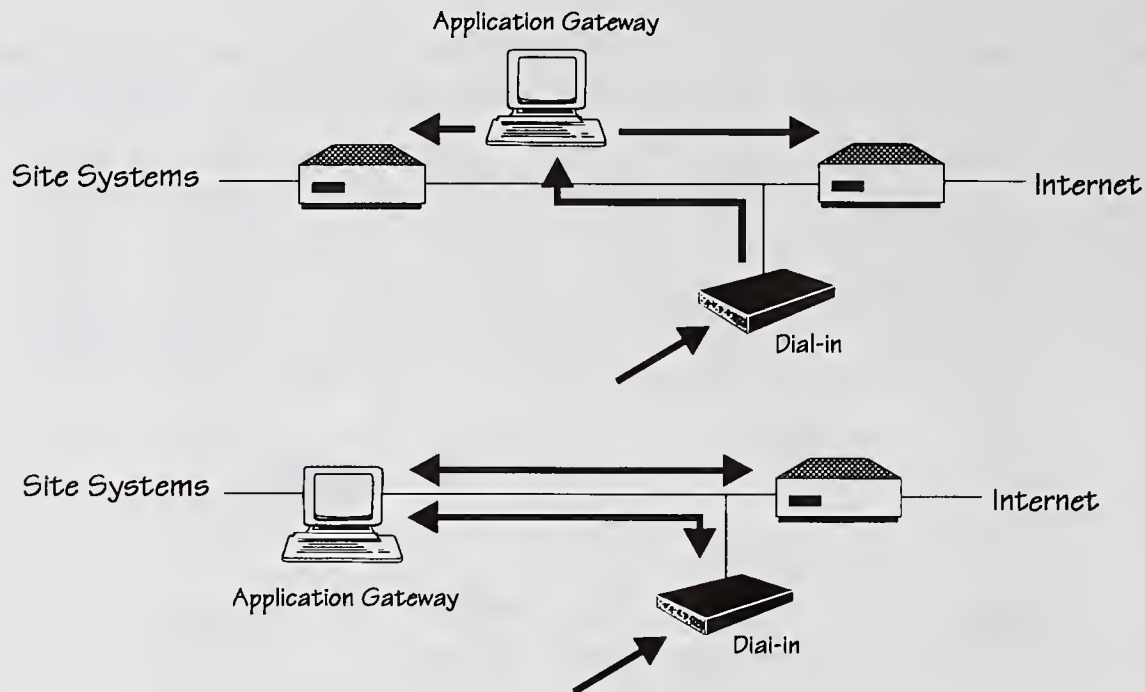 Application Gateway
Site Systems
Internet
Dial-in
Site Systems
Internet
Application Gateway
Dial-in